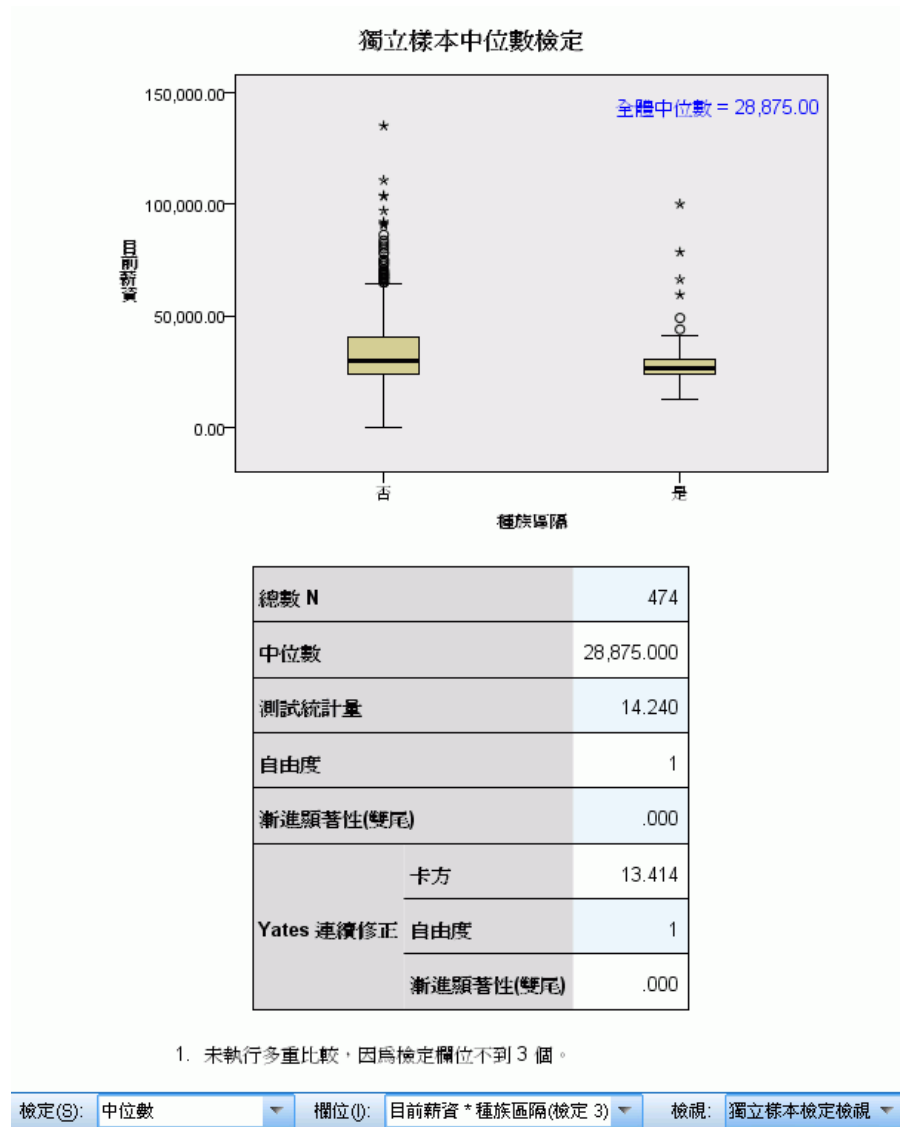 獨立樣本中位數檢定
全體中位數 = 28,875.00
150,000.00
100,000.00
50,000.00
0.00
目前薪資
否 是
種族區隔
總數 N 474
中位數 28,875.000
測試統計量 14.240
自由度 1
漸進顯著性(雙尾) .000
Yates 連續修正 卡方 13.414
自由度 1
漸進顯著性(雙尾) .000
1. 未執行多重比較，因為檢定欄位不到 3 個。
檢定(S): 中位數 欄位(I): 目前薪資 * 種族區隔(檢定 3) 檢視: 獨立樣本檢定檢視